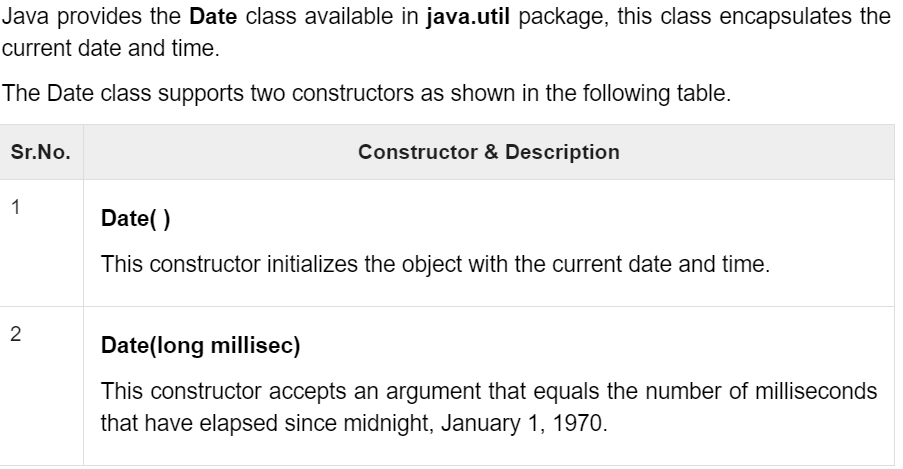 Java provides the Date class available in java.util package, this class encapsulates the
current date and time.
The Date class supports two constructors as shown in the following table.
Sr.No. Constructor & Description
1
Date( )
This constructor initializes the object with the current date and time.
2
Date(long millisec)
This constructor accepts an argument that equals the number of milliseconds
that have elapsed since midnight, January 1, 1970.